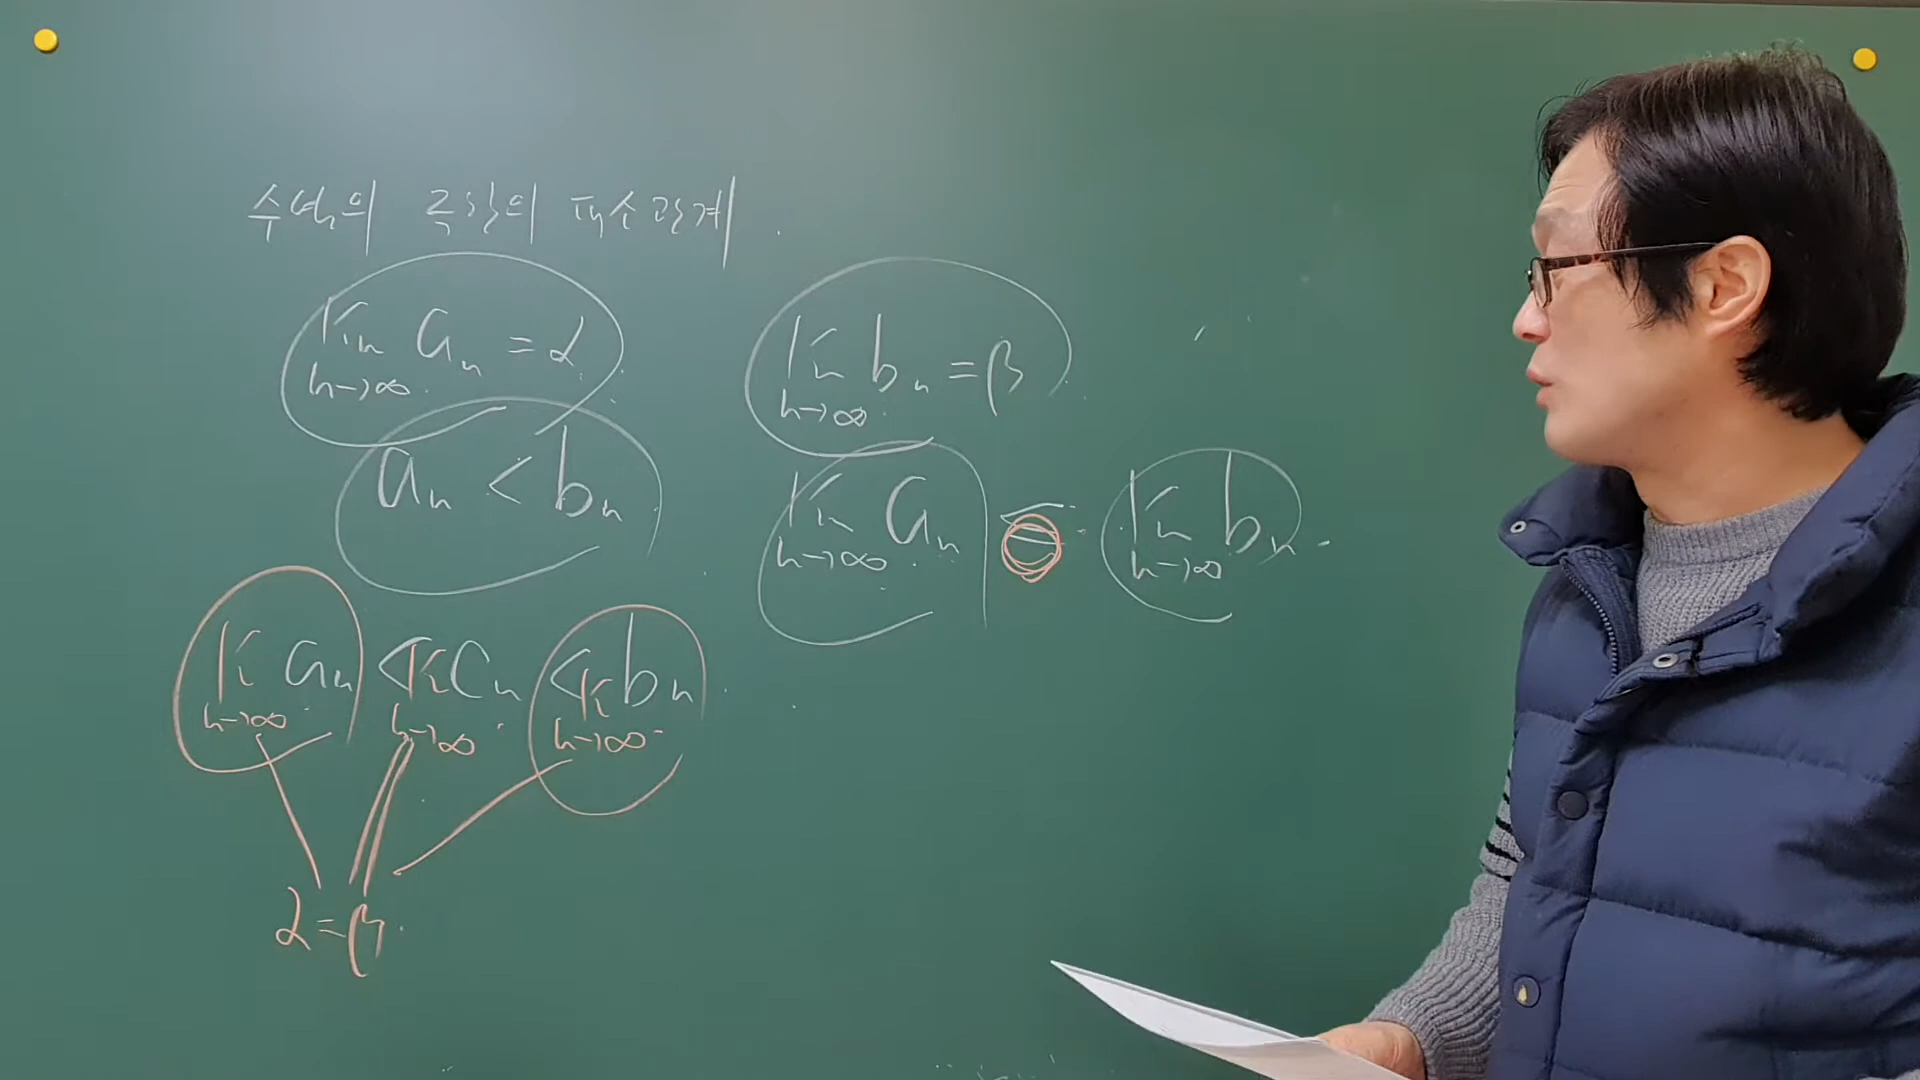 수열의 극한의 대소관계
lim aₙ = α
n→∞
lim bₙ = β
n→∞
aₙ < bₙ
lim aₙ ≤ lim bₙ
n→∞ n→∞
lim aₙ < lim cₙ < lim bₙ
n→∞ n→∞ n→∞
α = β